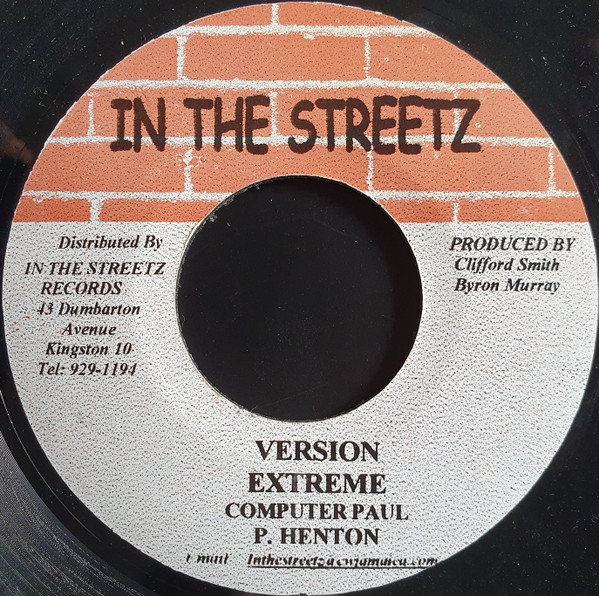 IN THE STREETZ
Distributed By
IN THE STREETZ
RECORDS
43 Dumbarton
Avenue
Kingston 10
Tel: 929-1194
PRODUCED BY
Clifford Smith
Byron Murray
VERSION
EXTREME
COMPUTER PAUL
P. HENTON